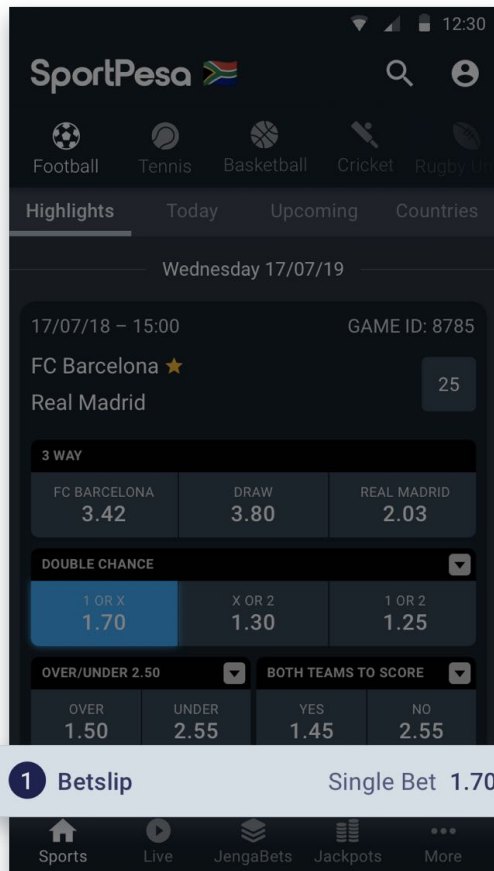 12:30
SportPesa
Football Tennis Basketball Cricket Rugby U
Highlights Today Upcoming Countries
Wednesday 17/07/19
17/07/18 – 15:00 GAME ID: 8785
FC Barcelona
25
Real Madrid
3 WAY
FC BARCELONA DRAW REAL MADRID
3.42 3.80 2.03
DOUBLE CHANCE
1 OR X X OR 2 1 OR 2
1.70 1.30 1.25
OVER/UNDER 2.50 BOTH TEAMS TO SCORE
OVER UNDER YES NO
1.50 2.55 1.45 2.55
1 Betslip Single Bet 1.70
Sports Live JengaBets Jackpots More